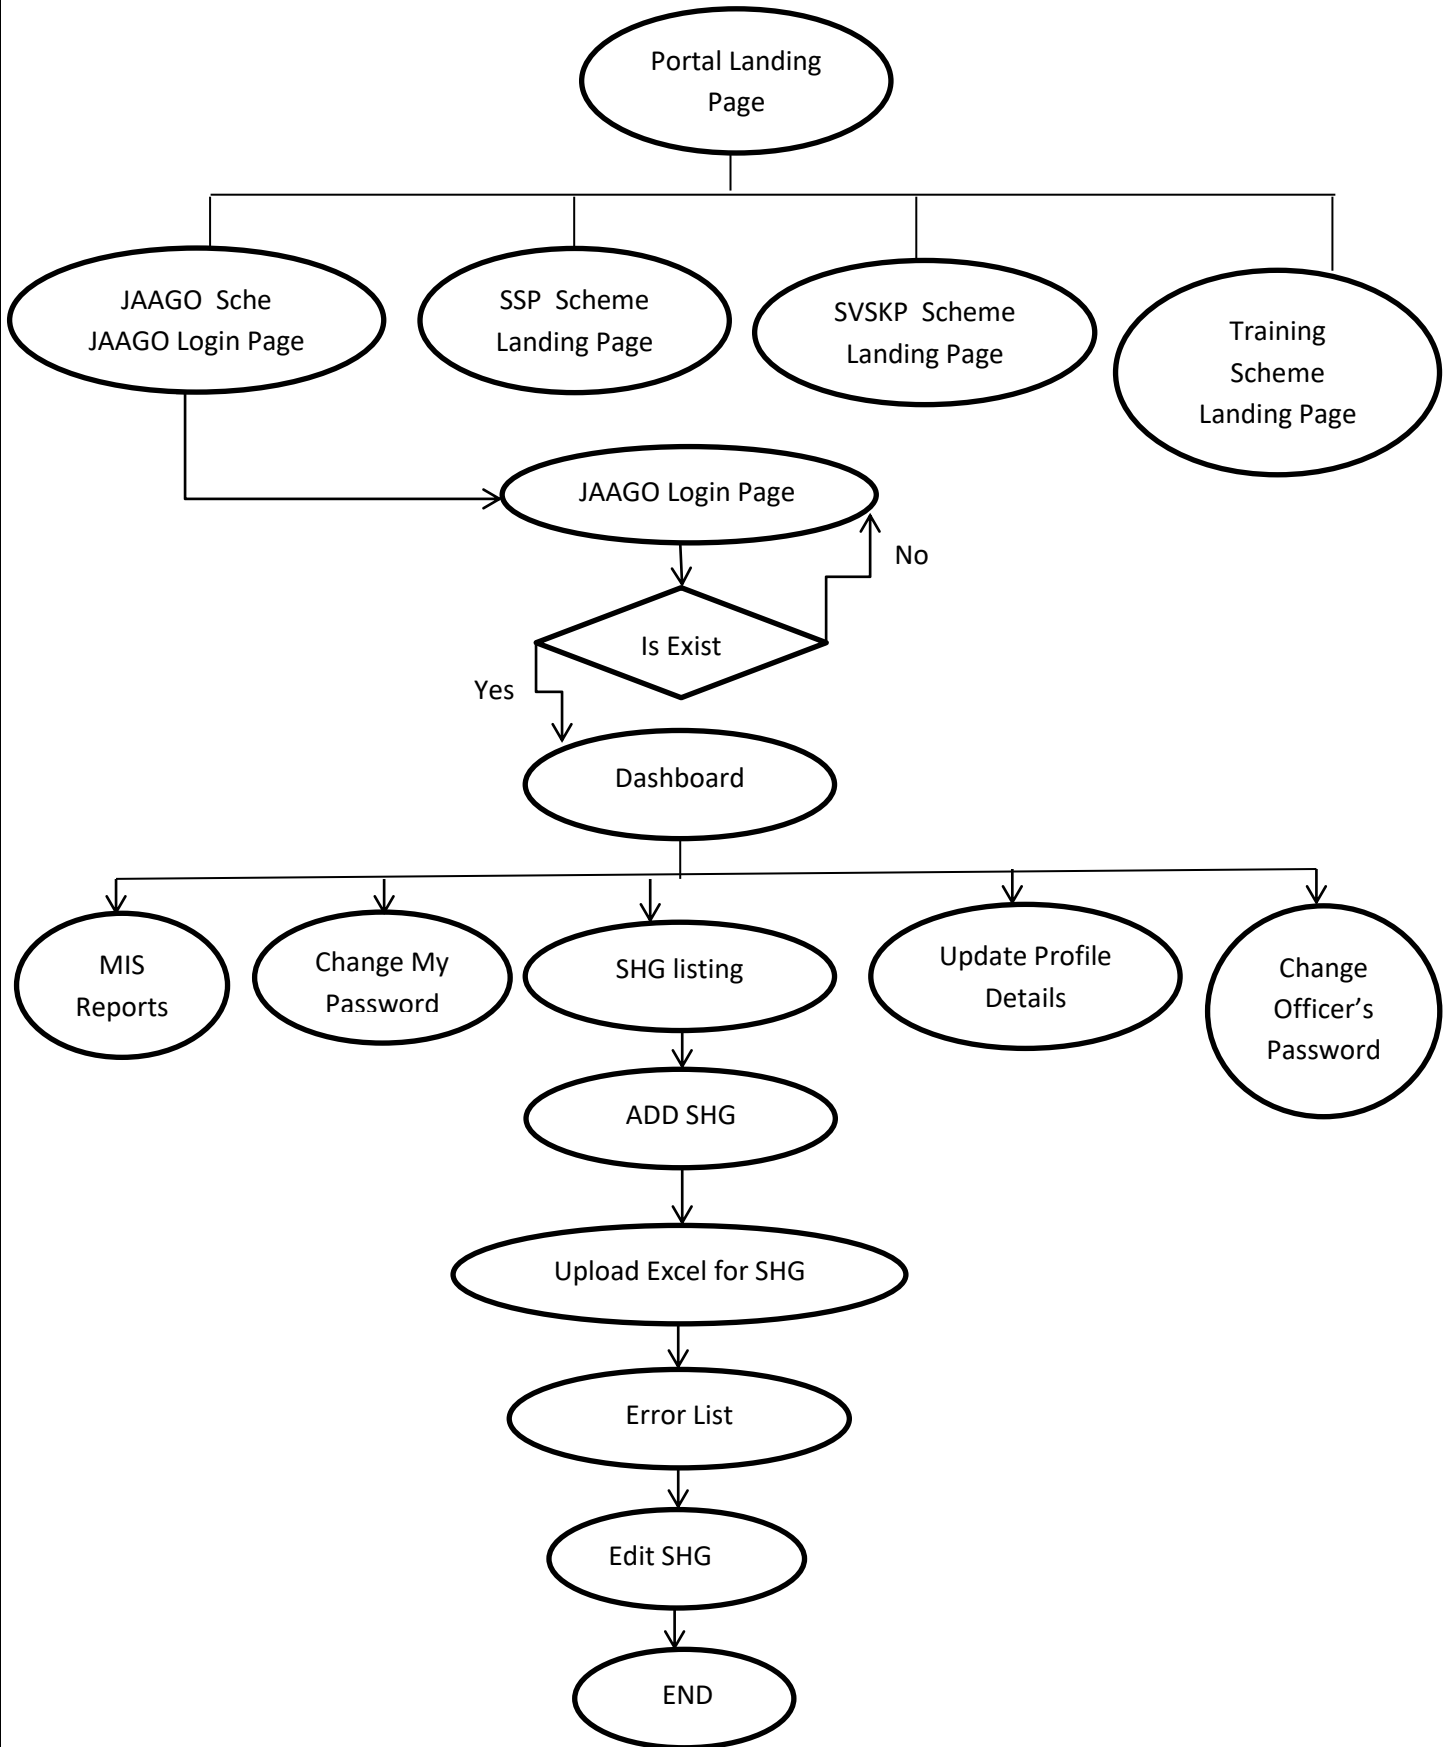 Portal Landing
Page
JAAGO  Sche
JAAGO Login Page
SSP  Scheme
Landing Page
SVSKP  Scheme
Landing Page
Training
Scheme
Landing Page
JAAGO Login Page
No
Is Exist
Yes
Dashboard
MIS
Reports
Change My
Password
SHG listing
Update Profile
Details
Change
Officer’s
Password
ADD SHG
Upload Excel for SHG
Error List
Edit SHG
END